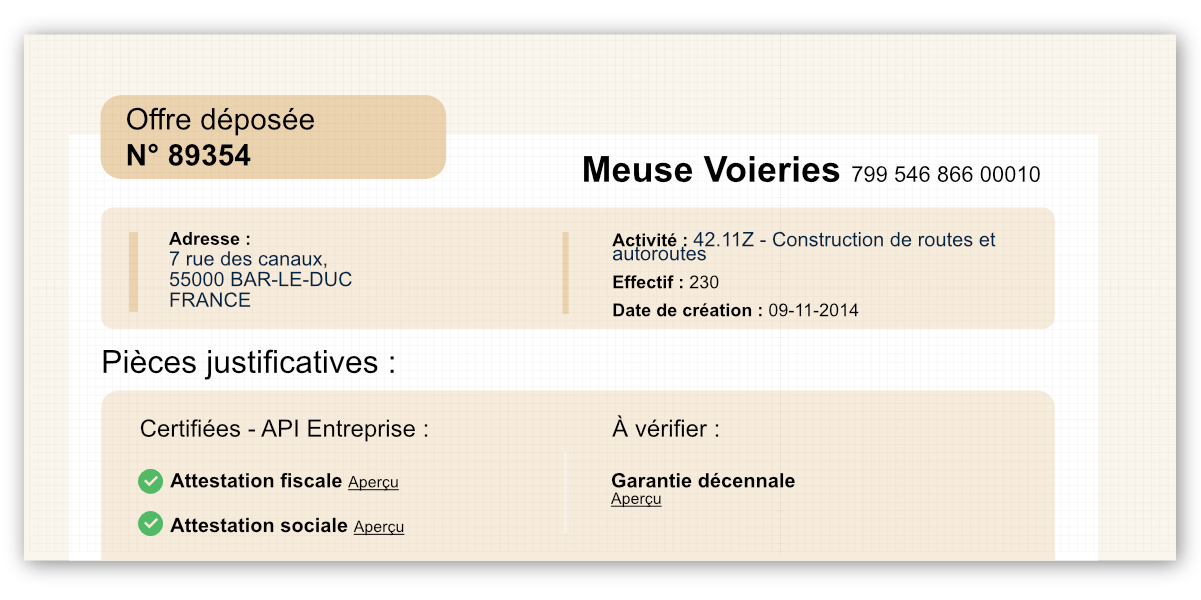 Offre déposée
N° 89354
Meuse Voieries 799 546 866 00010
Adresse :
7 rue des canaux,
55000 BAR-LE-DUC
FRANCE
Activité : 42.11Z - Construction de routes et
autoroutes
Effectif : 230
Date de création : 09-11-2014
Pièces justificatives :
Certifiées - API Entreprise :
Attestation fiscale Aperçu
Attestation sociale Aperçu
À vérifier :
Garantie décennale
Aperçu